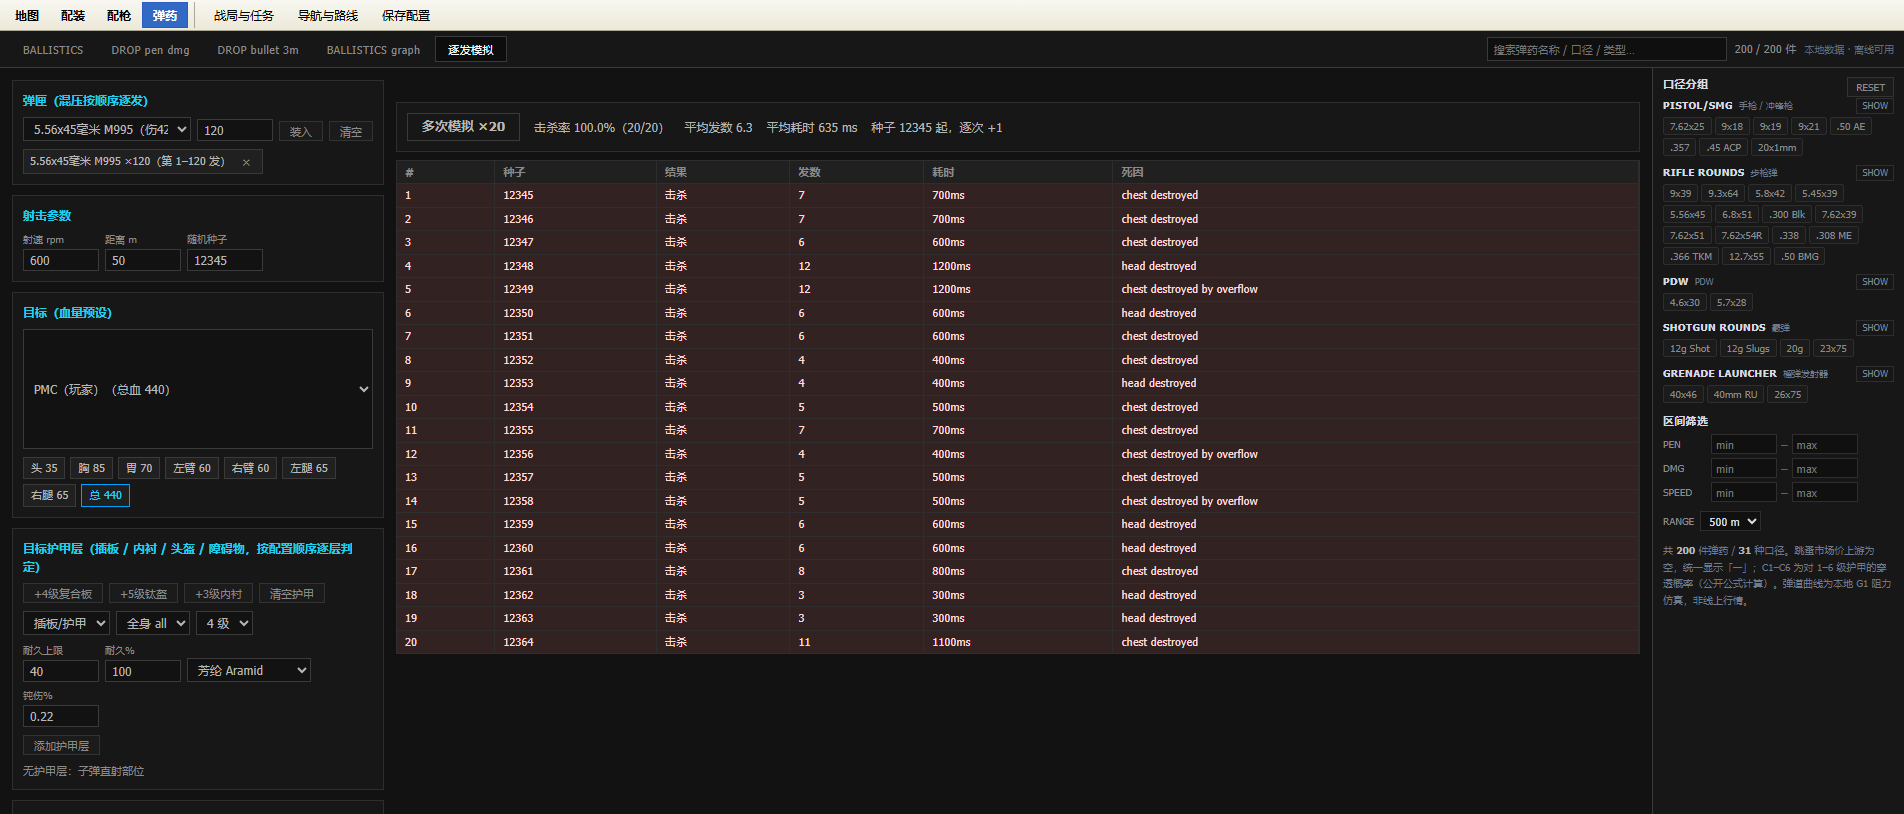 地图 配装 配枪 弹药 战局与任务 导航与路线 保存配置
BALLISTICS DROP pen dmg DROP bullet 3m BALLISTICS graph 逐发模拟 搜索弹药名称 / 口径 / 类型... 200 / 200 件 本地数据 · 离线可用
弹匣（混压按顺序逐发）
5.56x45毫米 M995（伤42 120 装入 清空
5.56x45毫米 M995 ×120（第 1–120 发） ×
射击参数
射速 rpm 距离 m 随机种子
600 50 12345
目标（血量预设）
PMC（玩家）（总血 440）
头 35 胸 85 胃 70 左臂 60 右臂 60 左腿 65
右腿 65 总 440
目标护甲层（插板 / 内衬 / 头盔 / 障碍物，按配置顺序逐层判
定）
+4级复合板 +5级钛盔 +3级内衬 清空护甲
插板/护甲 全身 all 4 级
耐久上限 耐久%
40 100 芳纶 Aramid
钝伤%
0.22
添加护甲层
无护甲层：子弹直射部位
多次模拟 ×20 击杀率 100.0%（20/20） 平均发数 6.3 平均耗时 635 ms 种子 12345 起，逐次 +1
# 种子 结果 发数 耗时 死因
1 12345 击杀 7 700ms chest destroyed
2 12346 击杀 7 700ms chest destroyed
3 12347 击杀 6 600ms chest destroyed
4 12348 击杀 12 1200ms head destroyed
5 12349 击杀 12 1200ms chest destroyed by overflow
6 12350 击杀 6 600ms head destroyed
7 12351 击杀 6 600ms chest destroyed
8 12352 击杀 4 400ms chest destroyed
9 12353 击杀 4 400ms head destroyed
10 12354 击杀 5 500ms chest destroyed
11 12355 击杀 7 700ms chest destroyed
12 12356 击杀 4 400ms chest destroyed by overflow
13 12357 击杀 5 500ms chest destroyed
14 12358 击杀 5 500ms chest destroyed by overflow
15 12359 击杀 6 600ms head destroyed
16 12360 击杀 6 600ms head destroyed
17 12361 击杀 8 800ms chest destroyed
18 12362 击杀 3 300ms head destroyed
19 12363 击杀 3 300ms head destroyed
20 12364 击杀 11 1100ms chest destroyed
口径分组 RESET
PISTOL/SMG 手枪 / 冲锋枪 SHOW
7.62x25 9x18 9x19 9x21 .50 AE
.357 .45 ACP 20x1mm
RIFLE ROUNDS 步枪弹 SHOW
9x39 9.3x64 5.8x42 5.45x39
5.56x45 6.8x51 .300 Blk 7.62x39
7.62x51 7.62x54R .338 .308 ME
.366 TKM 12.7x55 .50 BMG
PDW PDW SHOW
4.6x30 5.7x28
SHOTGUN ROUNDS 霰弹 SHOW
12g Shot 12g Slugs 20g 23x75
GRENADE LAUNCHER 榴弹发射器 SHOW
40x46 40mm RU 26x75
区间筛选
PEN min – max
DMG min – max
SPEED min – max
RANGE 500 m
共 200 件弹药 / 31 种口径。跳蚤市场价上游为
空，统一显示「—」；C1–C6 为对 1–6 级护甲的穿
透概率（公开公式计算）。弹道曲线为本地 G1 阻力
仿真，非线上行情。